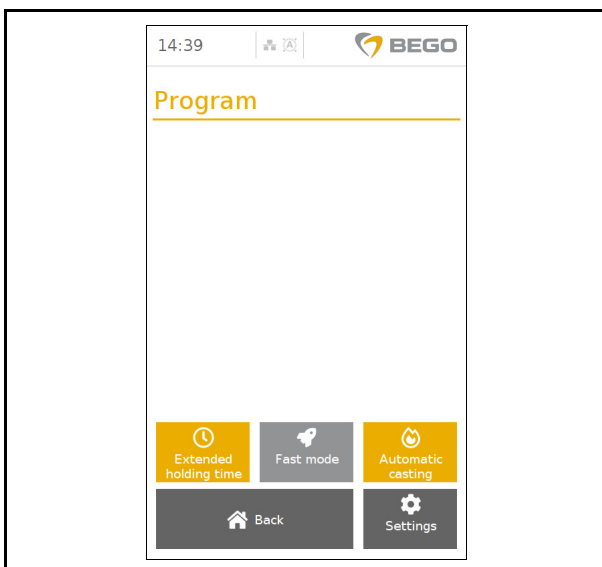 14:39
A
BEGO
Program
Extended
holding time
Fast mode
Automatic
casting
Back
Settings